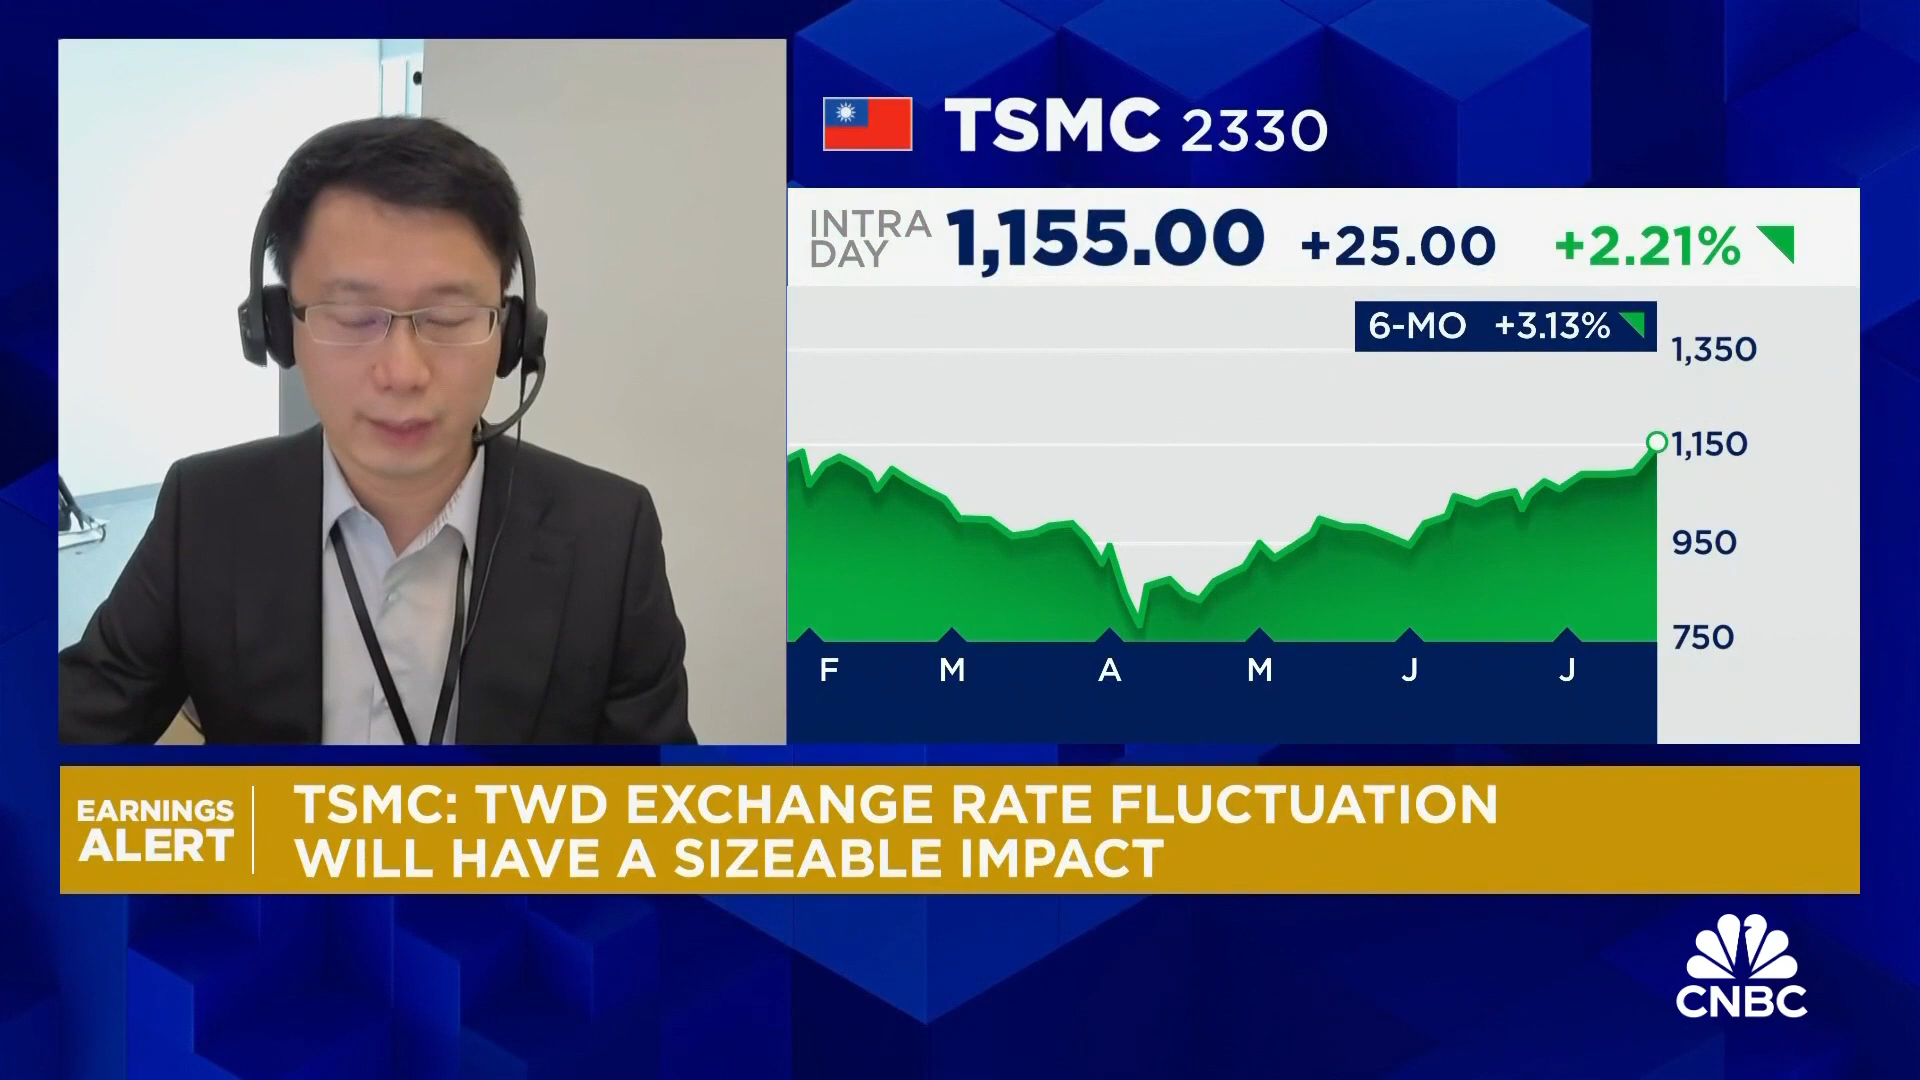 TSMC 2330
INTRA
DAY
1,155.00 +25.00 +2.21%
6-MO +3.13%
1,350
1,150
950
750
F M A M J J
EARNINGS
ALERT
TSMC: TWD EXCHANGE RATE FLUCTUATION
WILL HAVE A SIZEABLE IMPACT
CNBC